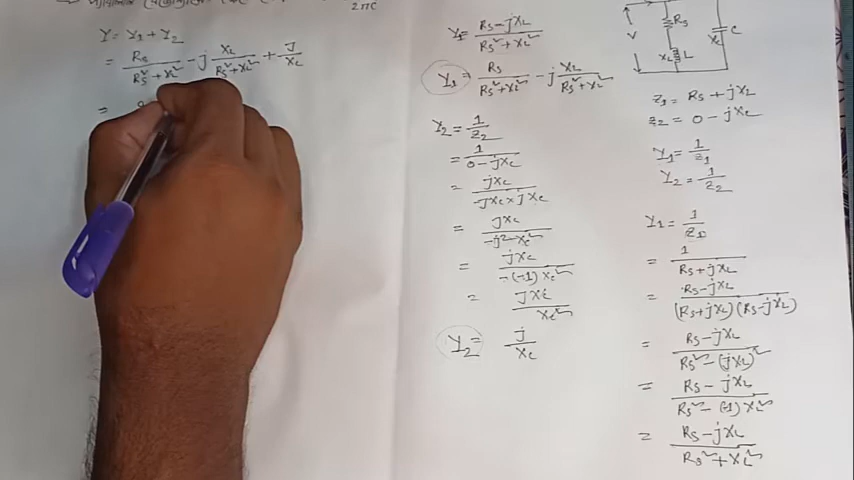 2πC
Y = Y₁ + Y₂
= Rs / (Rs² + XL²) - j XL / (Rs² + XL²) + J / Xc
=
Y₁ = (Rs - jXL) / (Rs² + XL²)
Y₁ = Rs / (Rs² + XL²) - j XL / (Rs² + XL²)
Y₂ = 1 / Z₂
= 1 / (0 - jXc)
= jXc / (-jXc × jXc)
= jXc / (-j² Xc²)
= jXc / (-(-1) Xc²)
= jXc / Xc²
Y₂ = j / Xc
V
Rs
XL
L
Xc
C
Z₁ = Rs + jXL
Z₂ = 0 - jXc
Y₁ = 1 / Z₁
Y₂ = 1 / Z₂
Y₁ = 1 / Z₁
= 1 / (Rs + jXL)
= (Rs - jXL) / ((Rs + jXL) (Rs - jXL))
= (Rs - jXL) / (Rs² - (jXL)²)
= (Rs - jXL) / (Rs² - (-1) XL²)
= (Rs - jXL) / (Rs² + XL²)